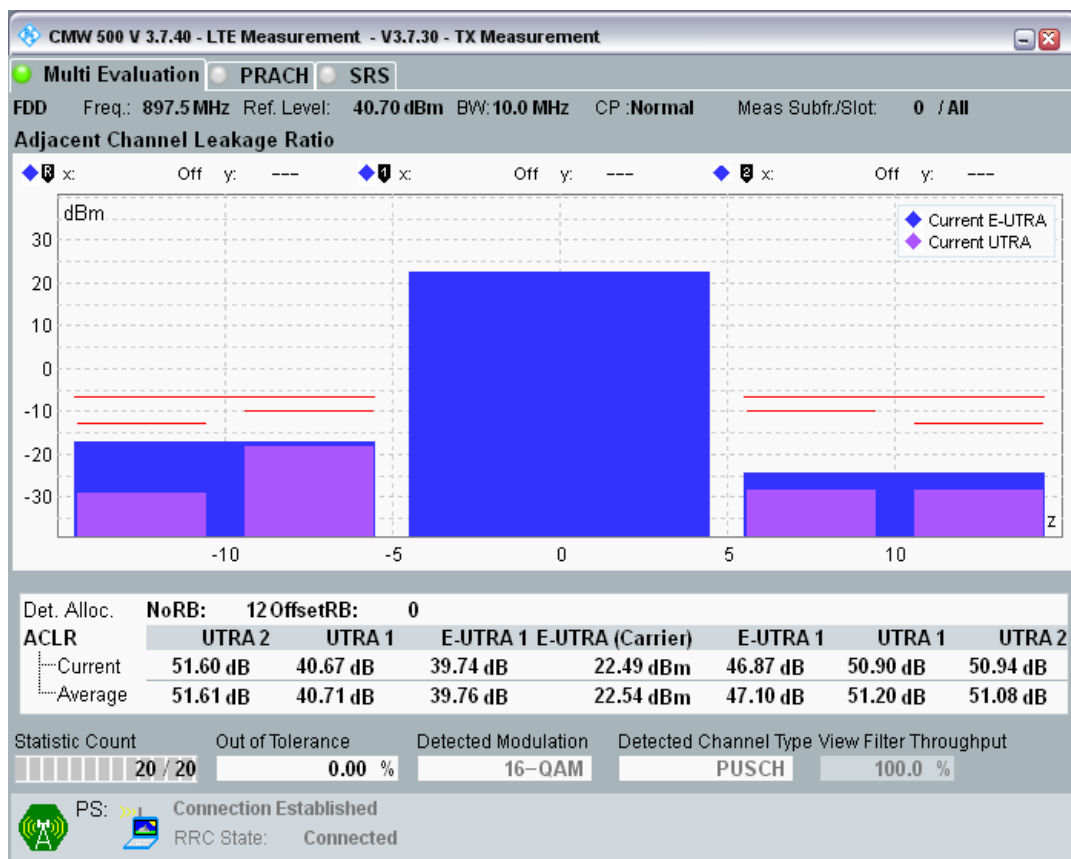 CMW 500 V 3.7.40 - LTE Measurement - V3.7.30 - TX Measurement
Multi Evaluation PRACH SRS
FDD Freq.: 897.5 MHz Ref. Level: 40.70 dBm BW: 10.0 MHz CP :Normal Meas Subfr./Slot: 0 / All
Adjacent Channel Leakage Ratio
R x: Off y: --- 1 x: Off y: --- 2 x: Off y: ---
dBm
Current E-UTRA
Current UTRA
30
20
10
0
-10
-20
-30
z
-10 -5 0 5 10
Det. Alloc. NoRB: 12 OffsetRB: 0
ACLR UTRA 2 UTRA 1 E-UTRA 1 E-UTRA (Carrier) E-UTRA 1 UTRA 1 UTRA 2
Current 51.60 dB 40.67 dB 39.74 dB 22.49 dBm 46.87 dB 50.90 dB 50.94 dB
Average 51.61 dB 40.71 dB 39.76 dB 22.54 dBm 47.10 dB 51.20 dB 51.08 dB
Statistic Count Out of Tolerance Detected Modulation Detected Channel Type View Filter Throughput
20 / 20 0.00 % 16-QAM PUSCH 100.0 %
PS: Connection Established
RRC State: Connected